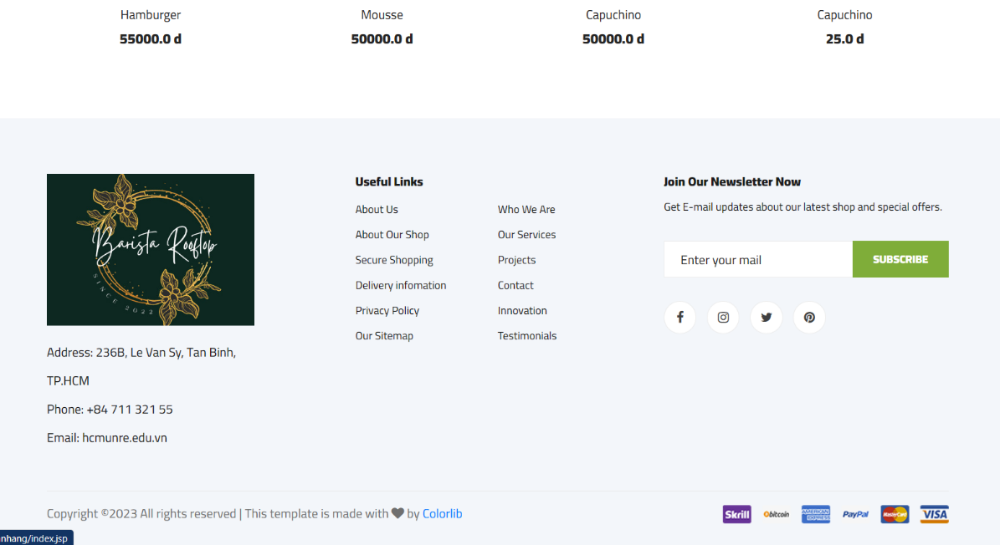 Hamburger
Mousse
Capuchino
Capuchino
55000.0 d
50000.0 d
50000.0 d
25.0 d
Barista Rooftop
SINCE 2022
Address: 236B, Le Van Sy, Tan Binh,
TP.HCM
Phone: +84 711 321 55
Email: hcmunre.edu.vn
Useful Links
About Us
About Our Shop
Secure Shopping
Delivery infomation
Privacy Policy
Our Sitemap
Who We Are
Our Services
Projects
Contact
Innovation
Testimonials
Join Our Newsletter Now
Get E-mail updates about our latest shop and special offers.
Enter your mail
SUBSCRIBE
Copyright ©2023 All rights reserved | This template is made with ♥ by Colorlib
Skrill
bitcoin
AMERICAN EXPRESS
PayPal
MasterCard
VISA
nhang/index.jsp